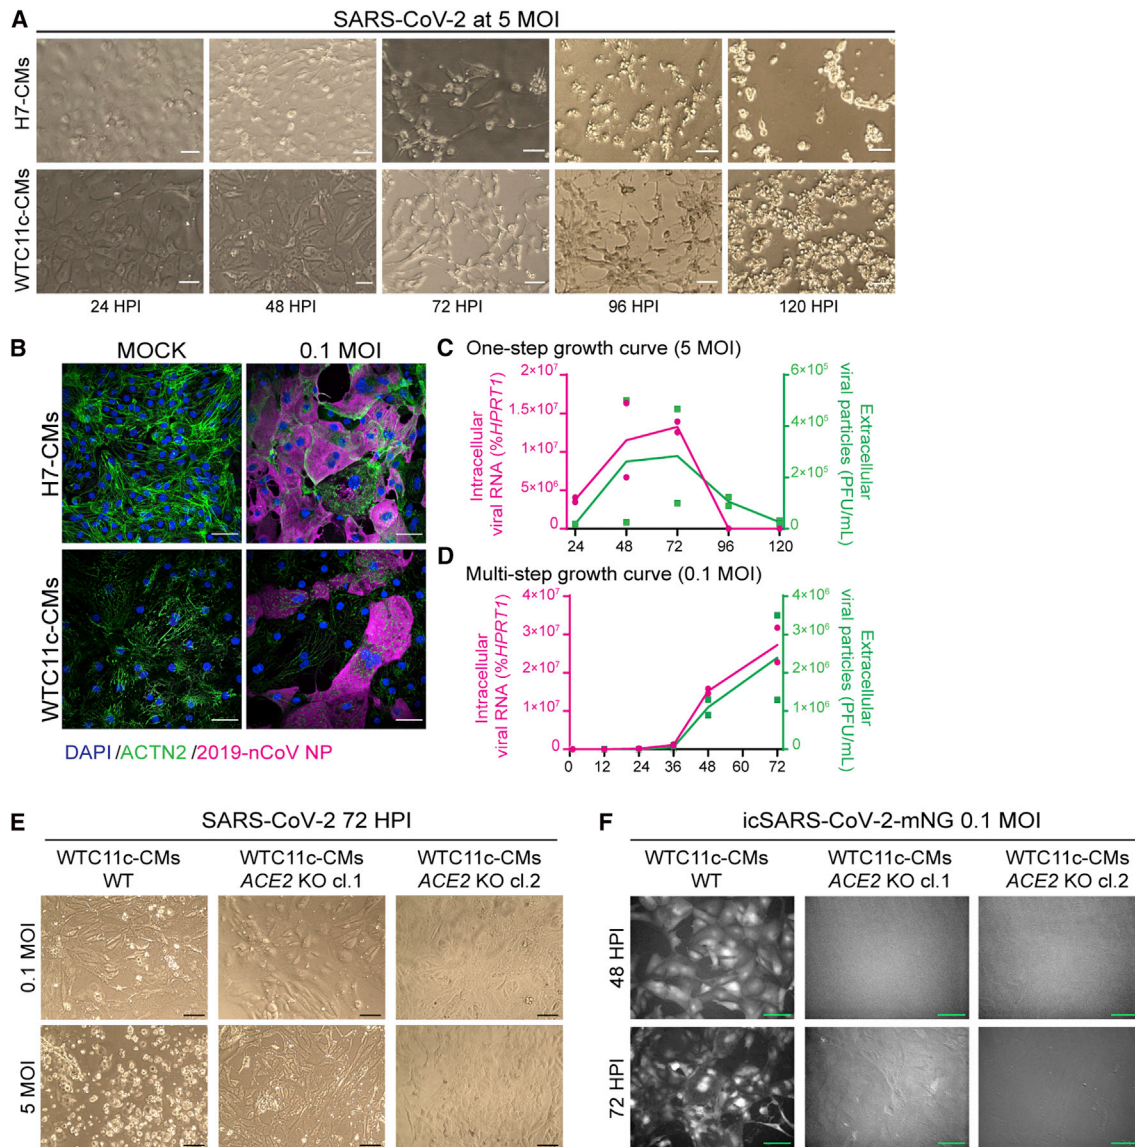 A
SARS-CoV-2 at 5 MOI
H7-CMs
WTC11c-CMs
24 HPI
48 HPI
72 HPI
96 HPI
120 HPI
B
MOCK
0.1 MOI
H7-CMs
WTC11c-CMs
DAPI /ACTN2 /2019-nCoV NP
C
One-step growth curve (5 MOI)
Intracellular
viral RNA (%HPRT1)
2×10⁷
1.5×10⁷
1×10⁷
5×10⁶
0
6×10⁵
4×10⁵
2×10⁵
0
Extracellular
viral particles (PFU/mL)
24 48 72 96 120
D
Multi-step growth curve (0.1 MOI)
Intracellular
viral RNA (%HPRT1)
4×10⁷
3×10⁷
2×10⁷
1×10⁷
0
4×10⁶
3×10⁶
2×10⁶
1×10⁶
0
Extracellular
viral particles (PFU/mL)
0 12 24 36 48 60 72
E
SARS-CoV-2 72 HPI
WTC11c-CMs
WT
WTC11c-CMs
ACE2 KO cl.1
WTC11c-CMs
ACE2 KO cl.2
0.1 MOI
5 MOI
F
icSARS-CoV-2-mNG 0.1 MOI
WTC11c-CMs
WT
WTC11c-CMs
ACE2 KO cl.1
WTC11c-CMs
ACE2 KO cl.2
48 HPI
72 HPI